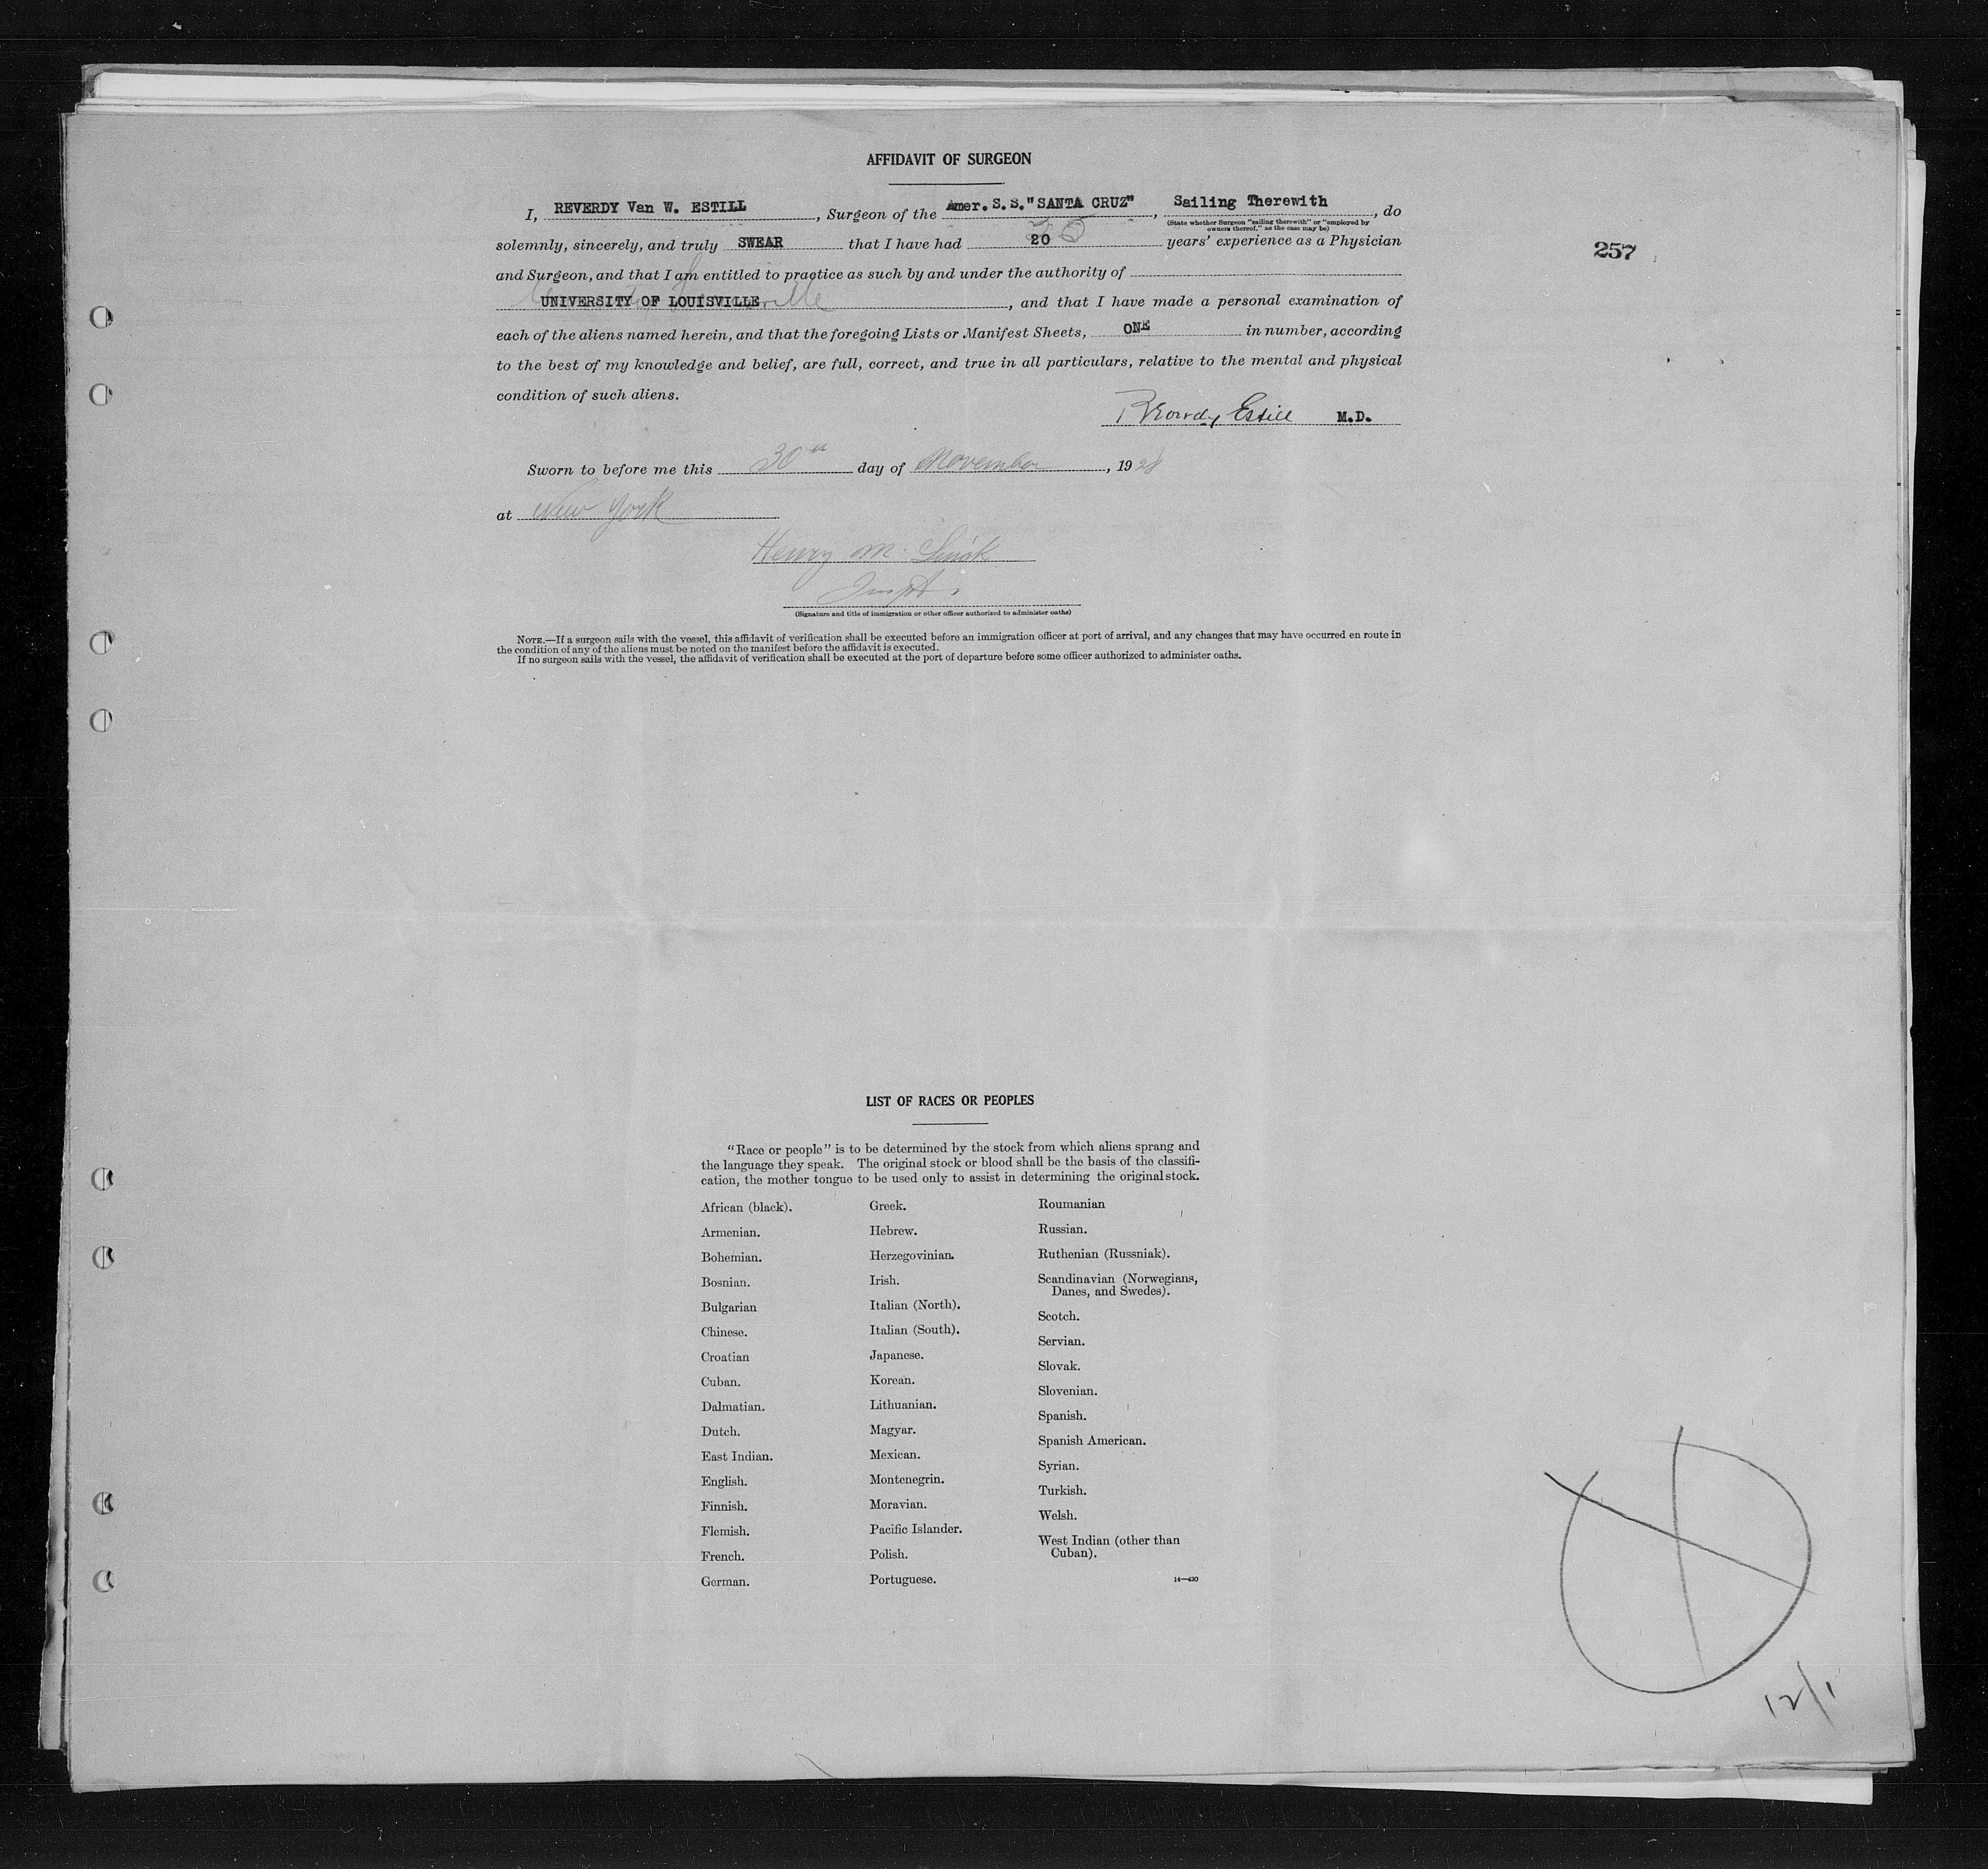 AFFIDAVIT OF SURGEON
I, REVERDY Van W. ESTILL, Surgeon of the Amer. S.S. "SANTA CRUZ", Sailing Therewith, do
(State whether Surgeon "sailing therewith" or "employed by owners thereof," as the case may be)
solemnly, sincerely, and truly SWEAR that I have had 20 20 years' experience as a Physician
257
and Surgeon, and that I am entitled to practice as such by and under the authority of
UNIVERSITY OF LOUISVILLE, and that I have made a personal examination of
each of the aliens named herein, and that the foregoing Lists or Manifest Sheets, ONE in number, according
to the best of my knowledge and belief, are full, correct, and true in all particulars, relative to the mental and physical
condition of such aliens.
Reverdy Estill M.D.
Sworn to before me this 30th day of November, 1928
at New York
Henry M.
Inspt.
(Signature and title of immigration or other officer authorized to administer oaths)
NOTE.—If a surgeon sails with the vessel, this affidavit of verification shall be executed before an immigration officer at port of arrival, and any changes that may have occurred en route in
the condition of any of the aliens must be noted on the manifest before the affidavit is executed.
If no surgeon sails with the vessel, the affidavit of verification shall be executed at the port of departure before some officer authorized to administer oaths.
LIST OF RACES OR PEOPLES
"Race or people" is to be determined by the stock from which aliens sprang and
the language they speak. The original stock or blood shall be the basis of the classifi-
cation, the mother tongue to be used only to assist in determining the original stock.
African (black).
Armenian.
Bohemian.
Bosnian.
Bulgarian
Chinese.
Croatian
Cuban.
Dalmatian.
Dutch.
East Indian.
English.
Finnish.
Flemish.
French.
German.
Greek.
Hebrew.
Herzegovinian.
Irish.
Italian (North).
Italian (South).
Japanese.
Korean.
Lithuanian.
Magyar.
Mexican.
Montenegrin.
Moravian.
Pacific Islander.
Polish.
Portuguese.
Roumanian
Russian.
Ruthenian (Russniak).
Scandinavian (Norwegians,
Danes, and Swedes).
Scotch.
Servian.
Slovak.
Slovenian.
Spanish.
Spanish American.
Syrian.
Turkish.
Welsh.
West Indian (other than
Cuban).
14—430
12/1